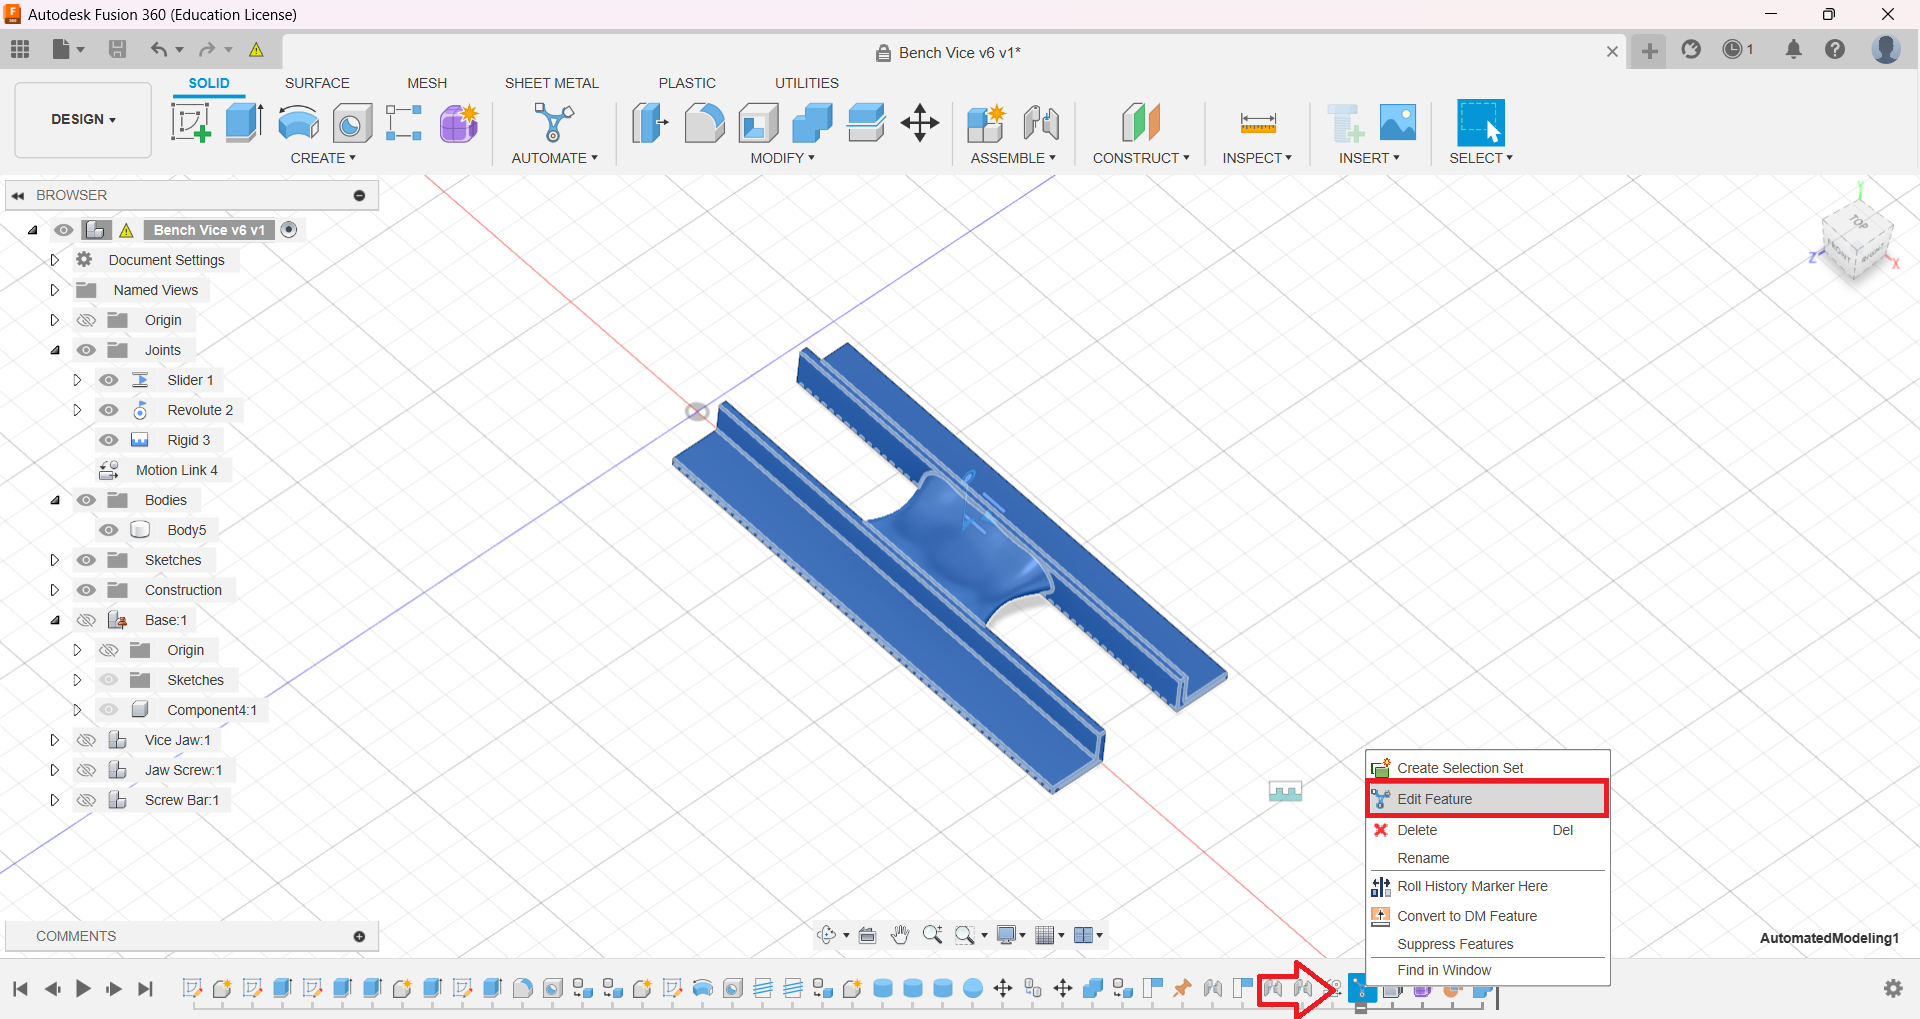 Autodesk Fusion 360 (Education License)
Bench Vice v6 v1*
1
DESIGN
SOLID
SURFACE
MESH
SHEET METAL
PLASTIC
UTILITIES
CREATE
AUTOMATE
MODIFY
ASSEMBLE
CONSTRUCT
INSPECT
INSERT
SELECT
BROWSER
Bench Vice v6 v1
Document Settings
Named Views
Origin
Joints
Slider 1
Revolute 2
Rigid 3
Motion Link 4
Bodies
Body5
Sketches
Construction
Base:1
Origin
Sketches
Component4:1
Vice Jaw:1
Jaw Screw:1
Screw Bar:1
Y
TOP
FRONT
RIGHT
Z
X
Create Selection Set
Edit Feature
Delete Del
Rename
Roll History Marker Here
Convert to DM Feature
Suppress Features
Find in Window
COMMENTS
AutomatedModeling1